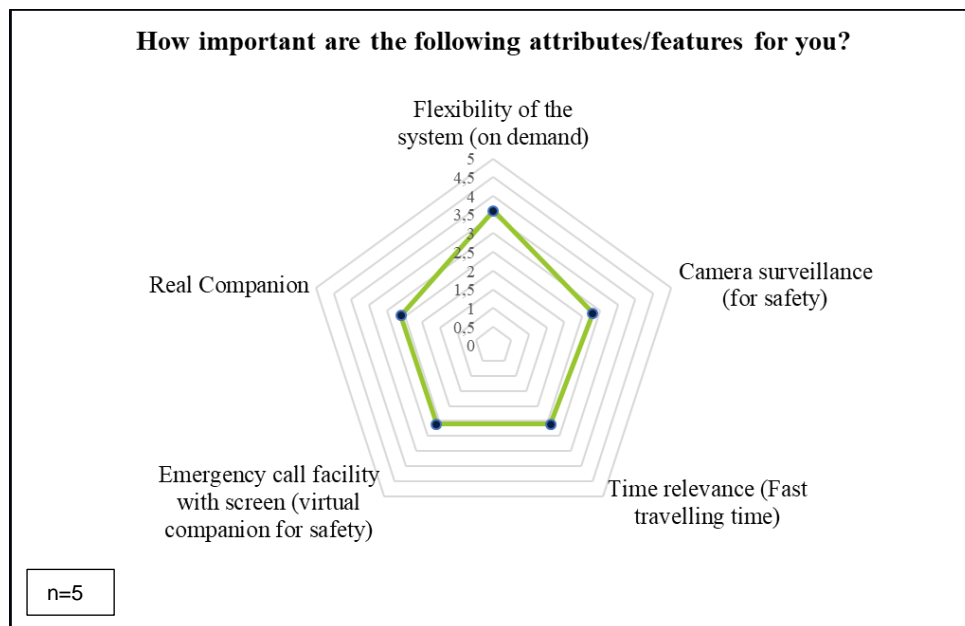 How important are the following attributes/features for you?
Flexibility of the
system (on demand)
5
4,5
4
3,5
3
2,5
2
1,5
1
0,5
0
Camera surveillance
(for safety)
Real Companion
Emergency call facility
with screen (virtual
companion for safety)
Time relevance (Fast
travelling time)
n=5